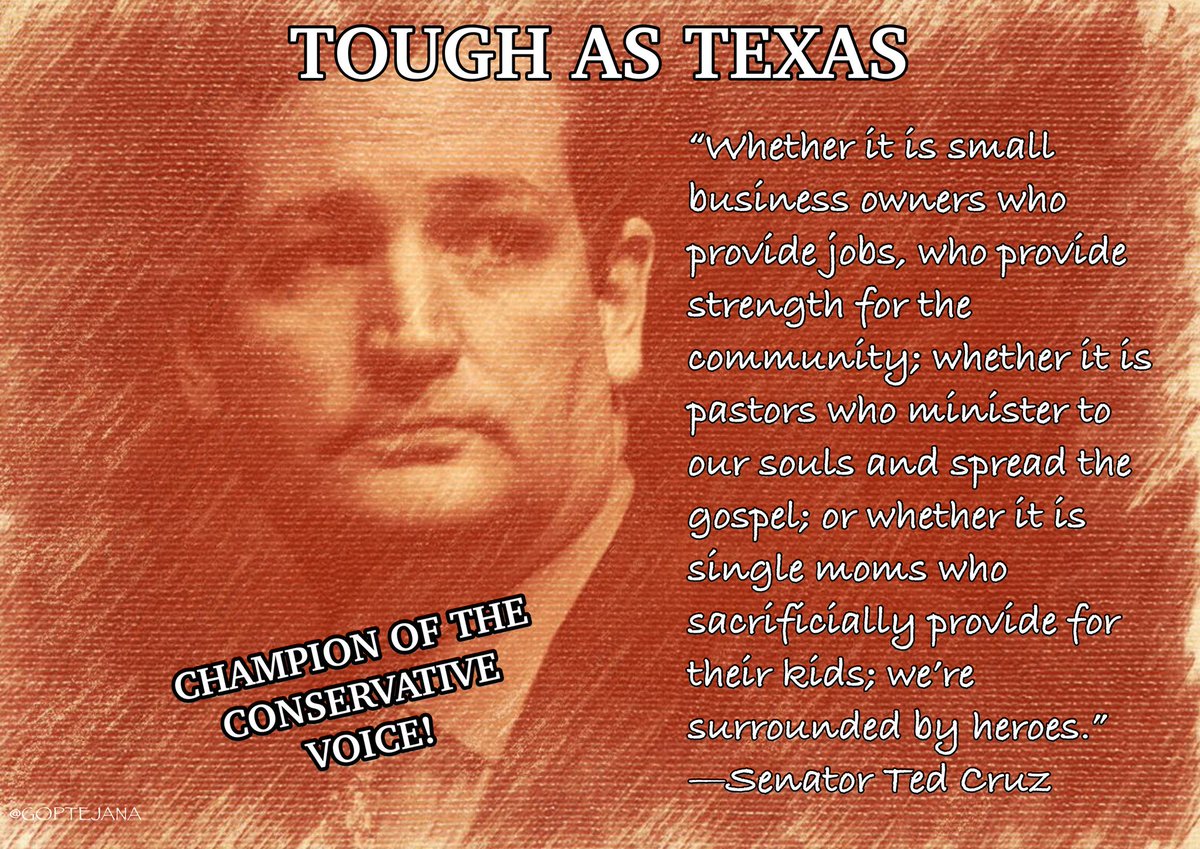 TOUGH AS TEXAS
“Whether it is small
business owners who
provide jobs, who provide
strength for the
community; whether it is
pastors who minister to
our souls and spread the
gospel; or whether it is
single moms who
sacrificially provide for
their kids; we’re
surrounded by heroes.”
—Senator Ted Cruz
CHAMPION OF THE
CONSERVATIVE
VOICE!
@GOPTEJANA